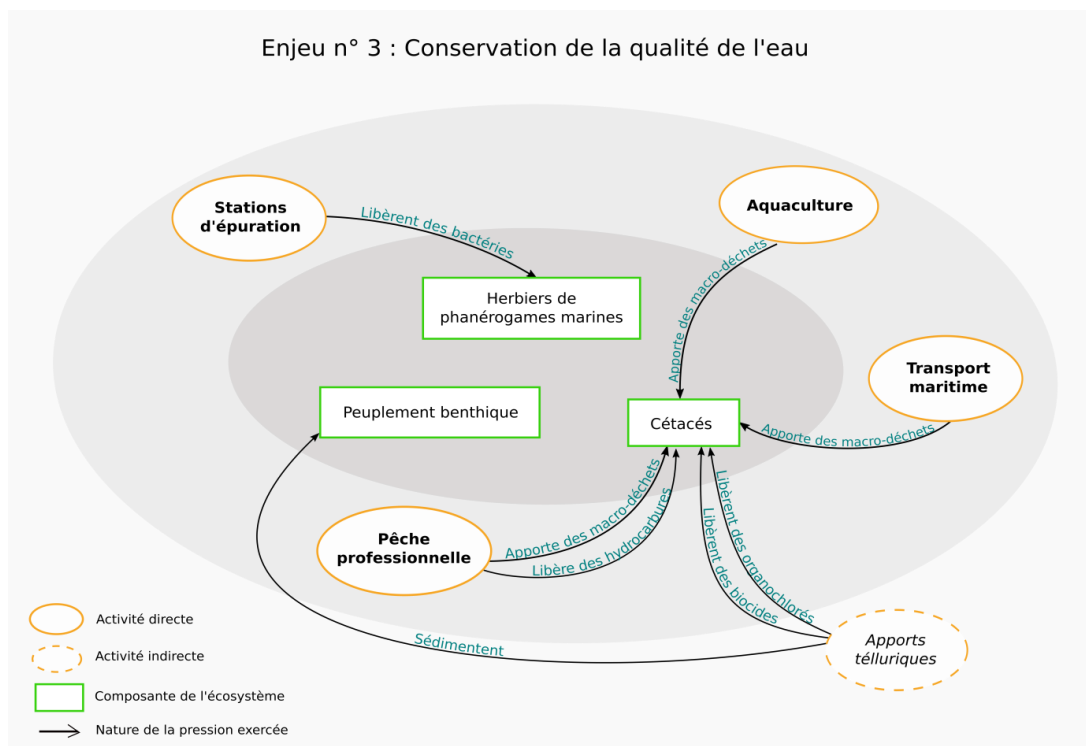 Enjeu n° 3 : Conservation de la qualité de l'eau
Stations
d'épuration
Libèrent des bactéries
Aquaculture
Apporte des macro-déchets
Herbiers de
phanérogames marines
Transport
maritime
Apporte des macro-déchets
Peuplement benthique
Cétacés
Pêche
professionnelle
Apporte des macro-déchets
Libère des hydrocarbures
Libèrent des organochlorés
Libèrent des biocides
Sédimentent
Apports
télluriques
Activité directe
Activité indirecte
Composante de l'écosystème
Nature de la pression exercée